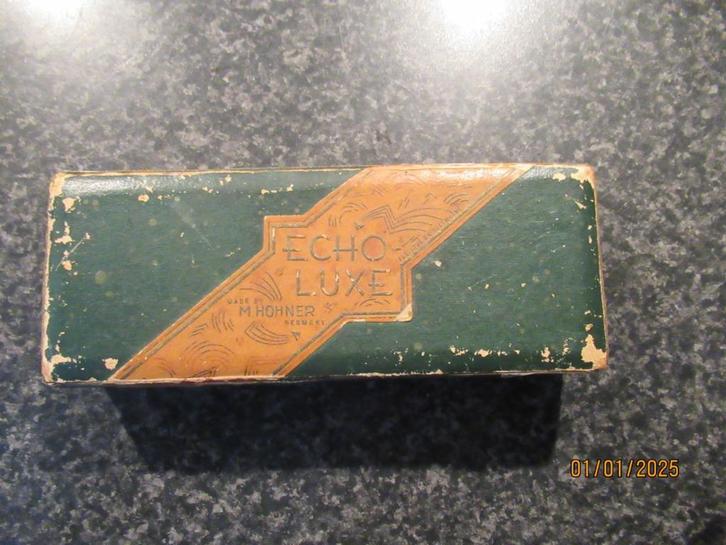 ECHO-
LUXE
MADE BY
M. HOHNER
GERMANY
01/01/2025